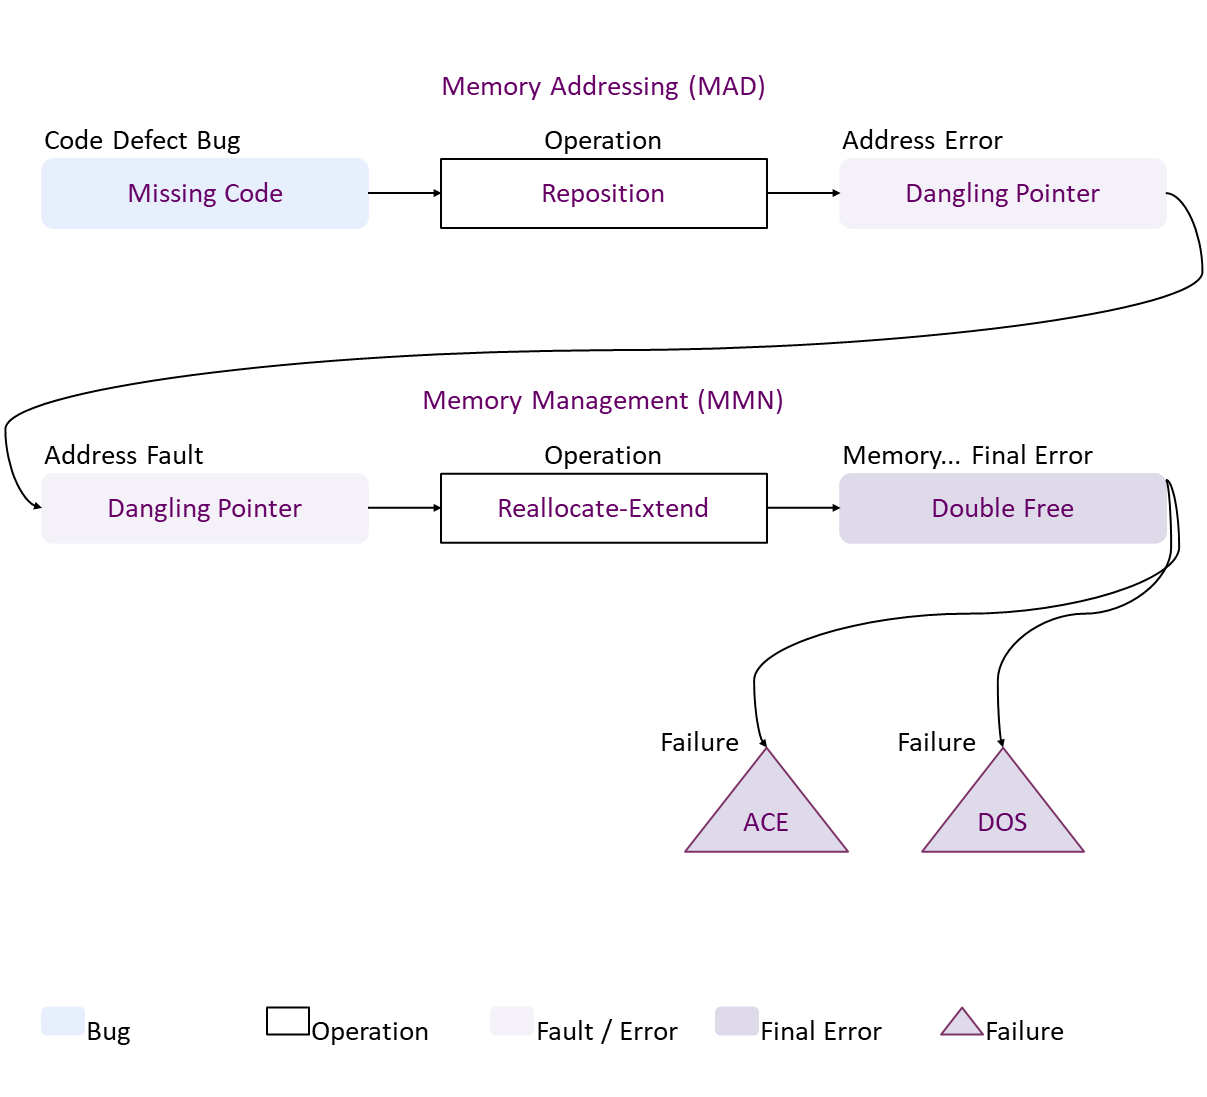 Memory Addressing (MAD)
Code Defect Bug
Operation
Address Error
Missing Code
Reposition
Dangling Pointer
Memory Management (MMN)
Address Fault
Operation
Memory... Final Error
Dangling Pointer
Reallocate-Extend
Double Free
Failure
Failure
ACE
DOS
Bug
Operation
Fault / Error
Final Error
Failure